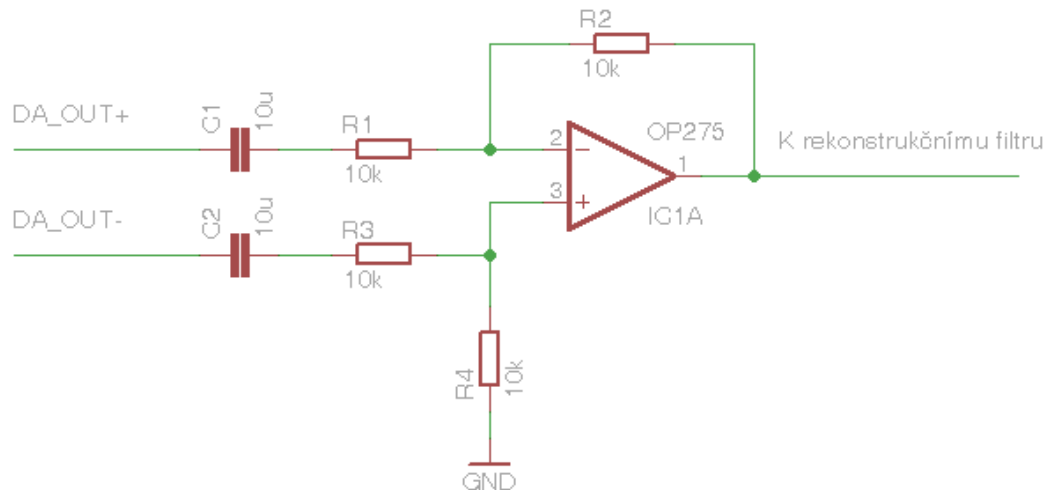 R2
10k
DA_OUT+
C1
10u
R1
10k
OP275
K rekonstrukčnímu filtru
2
-
1
3
+
IC1A
DA_OUT-
C2
10u
R3
10k
R4
10k
GND